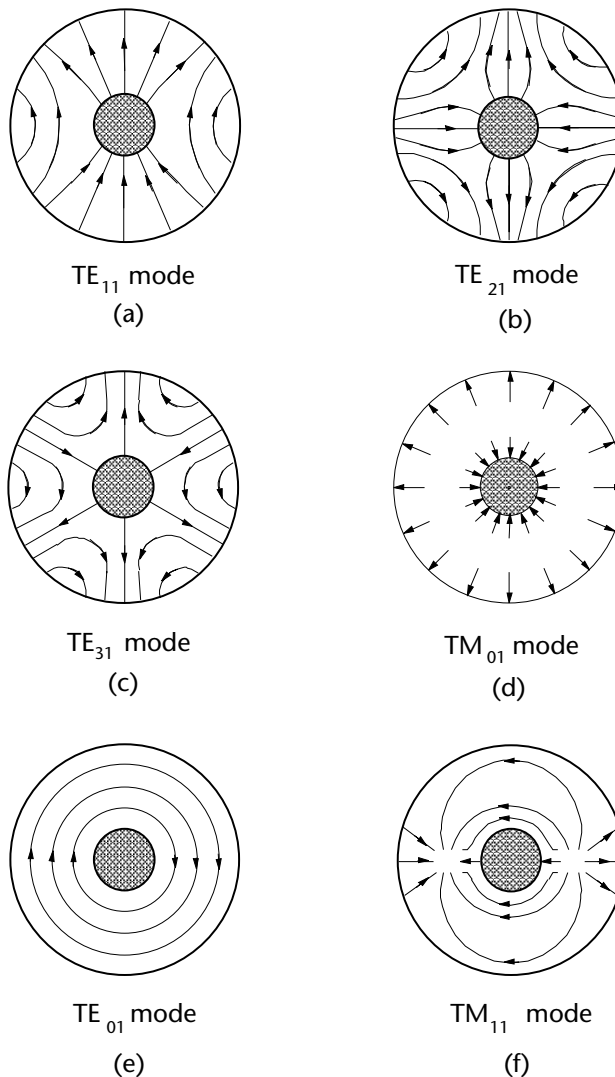 TE11 mode
(a)
TE21 mode
(b)
TE31 mode
(c)
TM01 mode
(d)
TE01 mode
(e)
TM11 mode
(f)